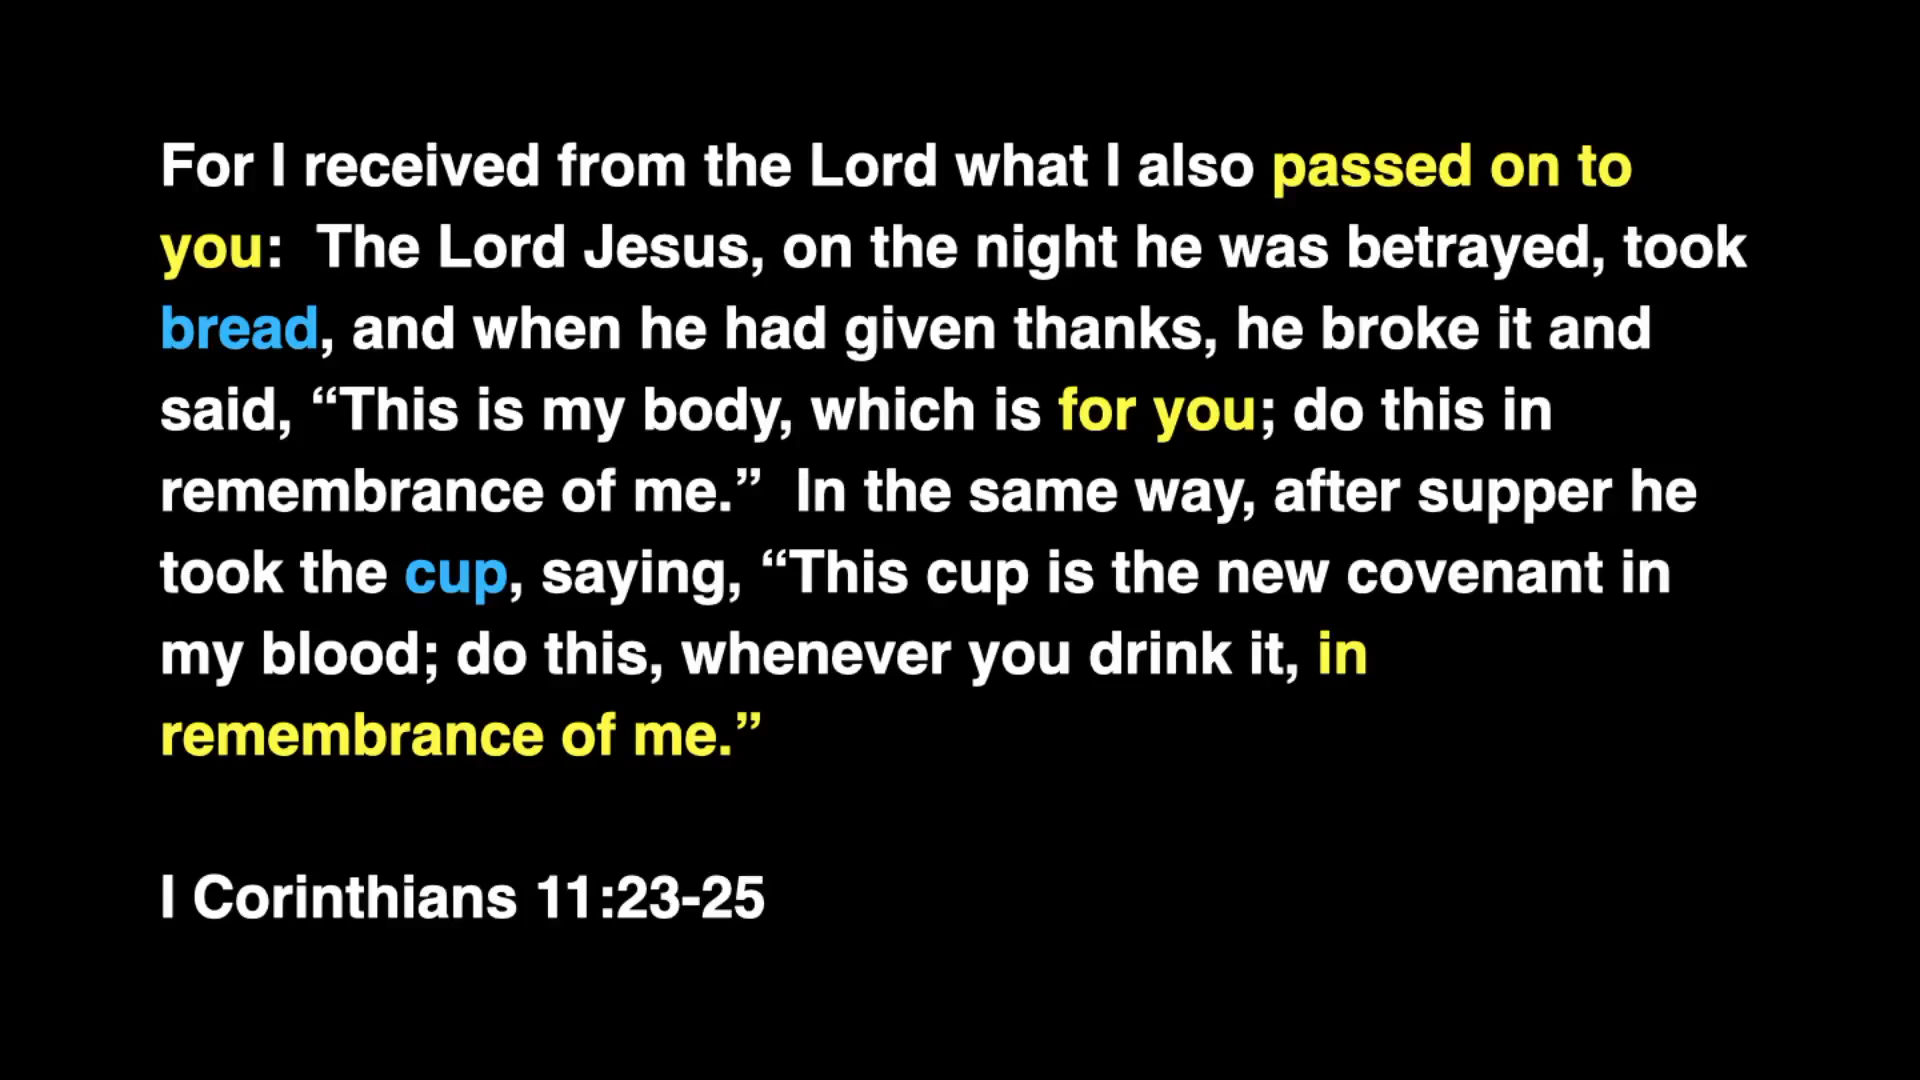 For I received from the Lord what I also passed on to
you:  The Lord Jesus, on the night he was betrayed, took
bread, and when he had given thanks, he broke it and
said, “This is my body, which is for you; do this in
remembrance of me.”  In the same way, after supper he
took the cup, saying, “This cup is the new covenant in
my blood; do this, whenever you drink it, in
remembrance of me.”
I Corinthians 11:23-25